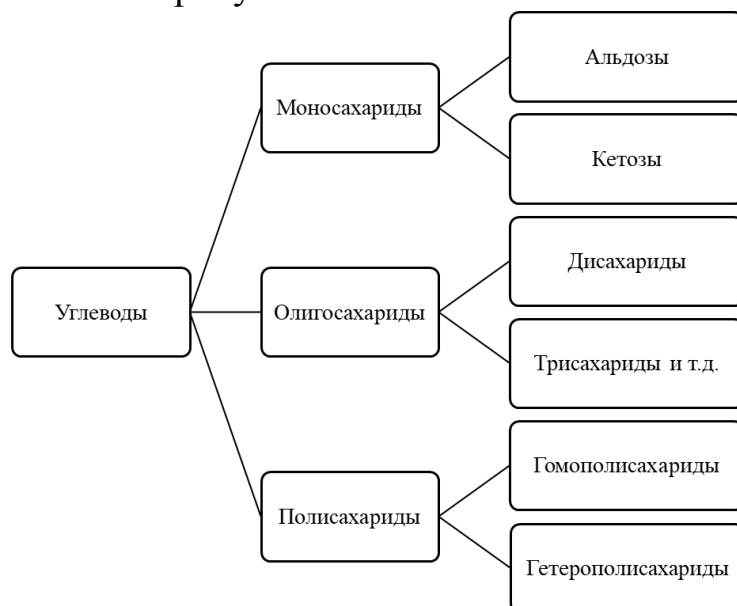 Альдозы
Моносахариды
Кетозы
Дисахариды
Углеводы
Олигосахариды
Трисахариды и т.д.
Гомополисахариды
Полисахариды
Гетерополисахариды